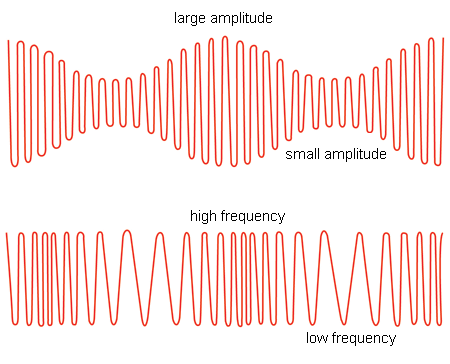 large amplitude
small amplitude
high frequency
low frequency